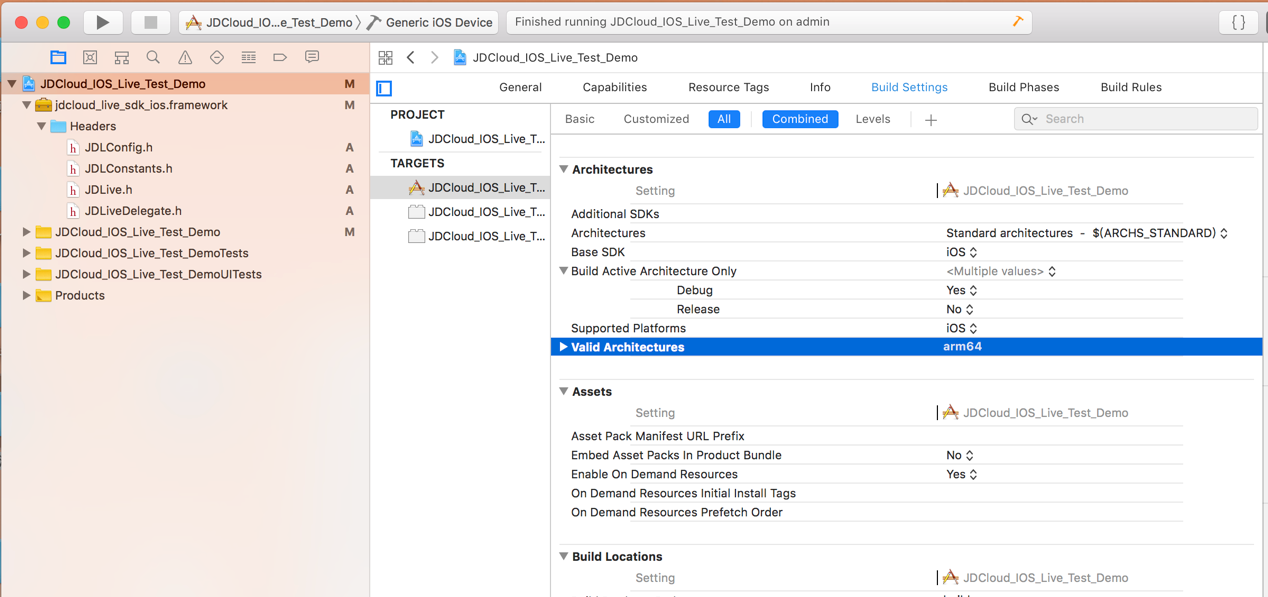 JDCloud_IO...e_Test_Demo
Generic iOS Device
Finished running JDCloud_IOS_Live_Test_Demo on admin
{ }
JDCloud_IOS_Live_Test_Demo M
jdcloud_live_sdk_ios.framework M
Headers
h JDLConfig.h A
h JDLConstants.h A
h JDLive.h A
h JDLiveDelegate.h A
JDCloud_IOS_Live_Test_Demo M
JDCloud_IOS_Live_Test_DemoTests
JDCloud_IOS_Live_Test_DemoUITests
Products
JDCloud_IOS_Live_Test_Demo
General Capabilities Resource Tags Info Build Settings Build Phases Build Rules
PROJECT
JDCloud_IOS_Live_T...
TARGETS
JDCloud_IOS_Live_T...
JDCloud_IOS_Live_T...
JDCloud_IOS_Live_T...
Basic Customized All Combined Levels + Search
Architectures
Setting JDCloud_IOS_Live_Test_Demo
Additional SDKs
Architectures Standard architectures - $(ARCHS_STANDARD)
Base SDK iOS
Build Active Architecture Only <Multiple values>
Debug Yes
Release No
Supported Platforms iOS
Valid Architectures arm64
Assets
Setting JDCloud_IOS_Live_Test_Demo
Asset Pack Manifest URL Prefix
Embed Asset Packs In Product Bundle No
Enable On Demand Resources Yes
On Demand Resources Initial Install Tags
On Demand Resources Prefetch Order
Build Locations
Setting JDCloud_IOS_Live_Test_Demo